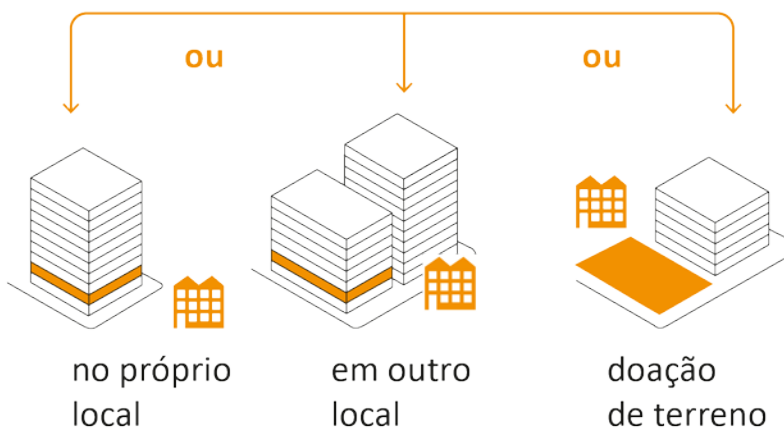 ou
ou
no próprio
local
em outro
local
doação
de terreno